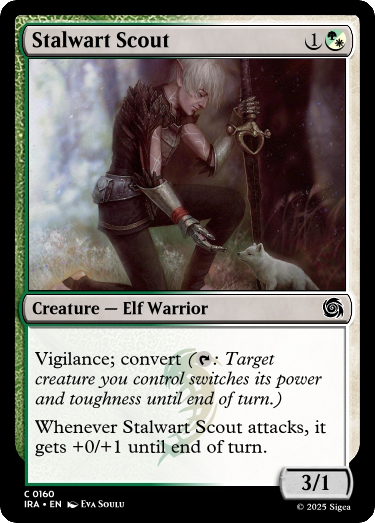 Stalwart Scout 1
Creature — Elf Warrior
Vigilance; convert (: Target
creature you control switches its power
and toughness until end of turn.)
Whenever Stalwart Scout attacks, it
gets +0/+1 until end of turn.
3/1
C 0160
IRA • EN Eva Soulu
© 2025 Sigea